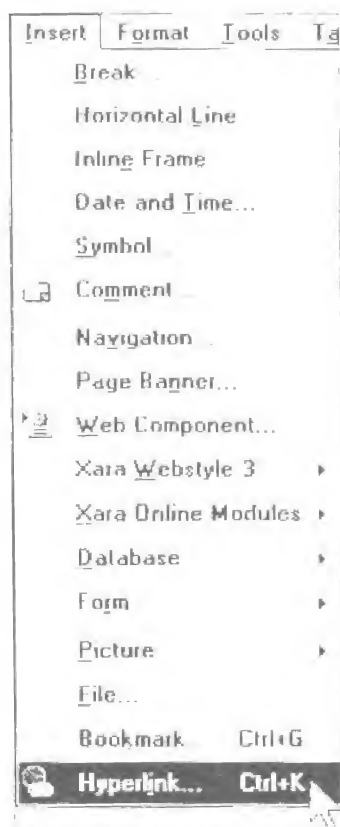 Insert Format Tools Ta
Break...
Horizontal Line
Inline Frame
Date and Time...
Symbol...
Comment...
Navigation...
Page Banner...
Web Component...
Xara Webstyle 3
Xara Online Modules
Database
Form
Picture
File...
Bookmark... Ctrl+G
Hyperlink... Ctrl+K